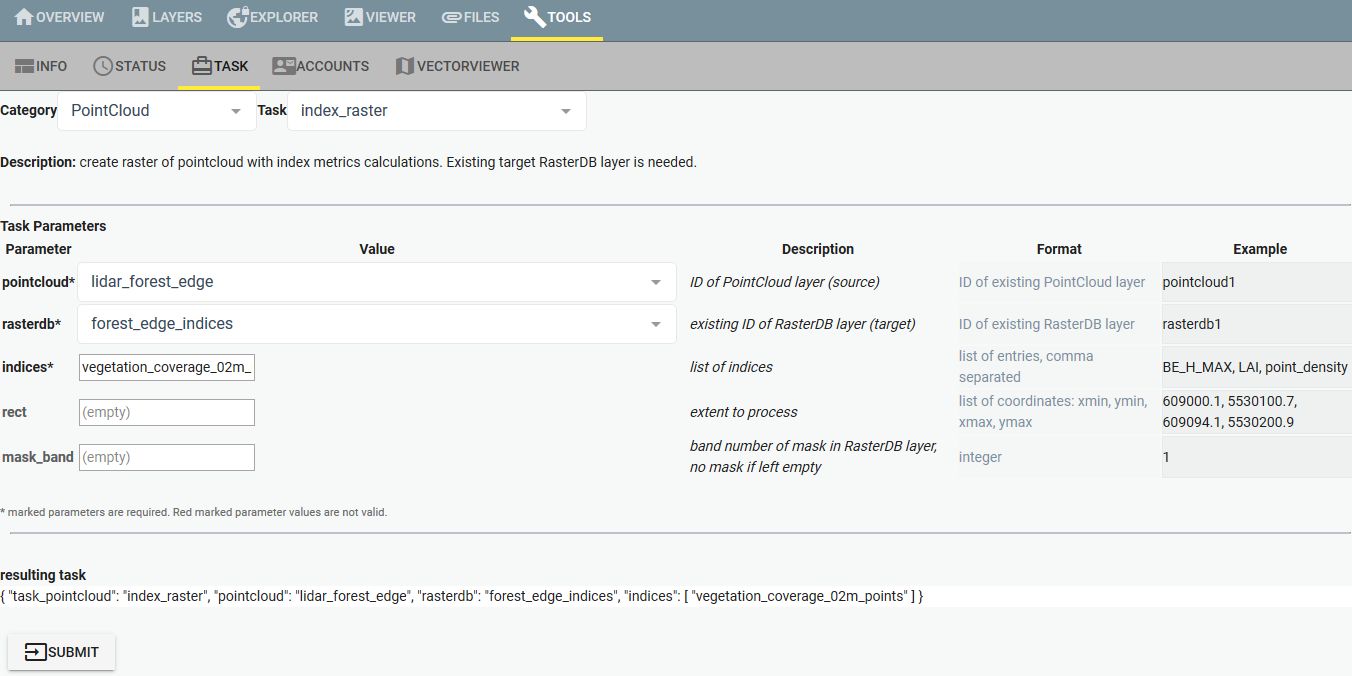 OVERVIEW LAYERS EXPLORER VIEWER FILES TOOLS
INFO STATUS TASK ACCOUNTS VECTORVIEWER
Category PointCloud Task index_raster
Description: create raster of pointcloud with index metrics calculations. Existing target RasterDB layer is needed.
Task Parameters
Parameter Value Description Format Example
pointcloud* lidar_forest_edge ID of PointCloud layer (source) ID of existing PointCloud layer pointcloud1
rasterdb* forest_edge_indices existing ID of RasterDB layer (target) ID of existing RasterDB layer rasterdb1
indices* vegetation_coverage_02m_ list of indices list of entries, comma
separated BE_H_MAX, LAI, point_density
rect (empty) extent to process list of coordinates: xmin, ymin,
xmax, ymax 609000.1, 5530100.7,
609094.1, 5530200.9
mask_band (empty) band number of mask in RasterDB layer,
no mask if left empty integer 1
* marked parameters are required. Red marked parameter values are not valid.
resulting task
{ "task_pointcloud": "index_raster", "pointcloud": "lidar_forest_edge", "rasterdb": "forest_edge_indices", "indices": [ "vegetation_coverage_02m_points" ] }
SUBMIT